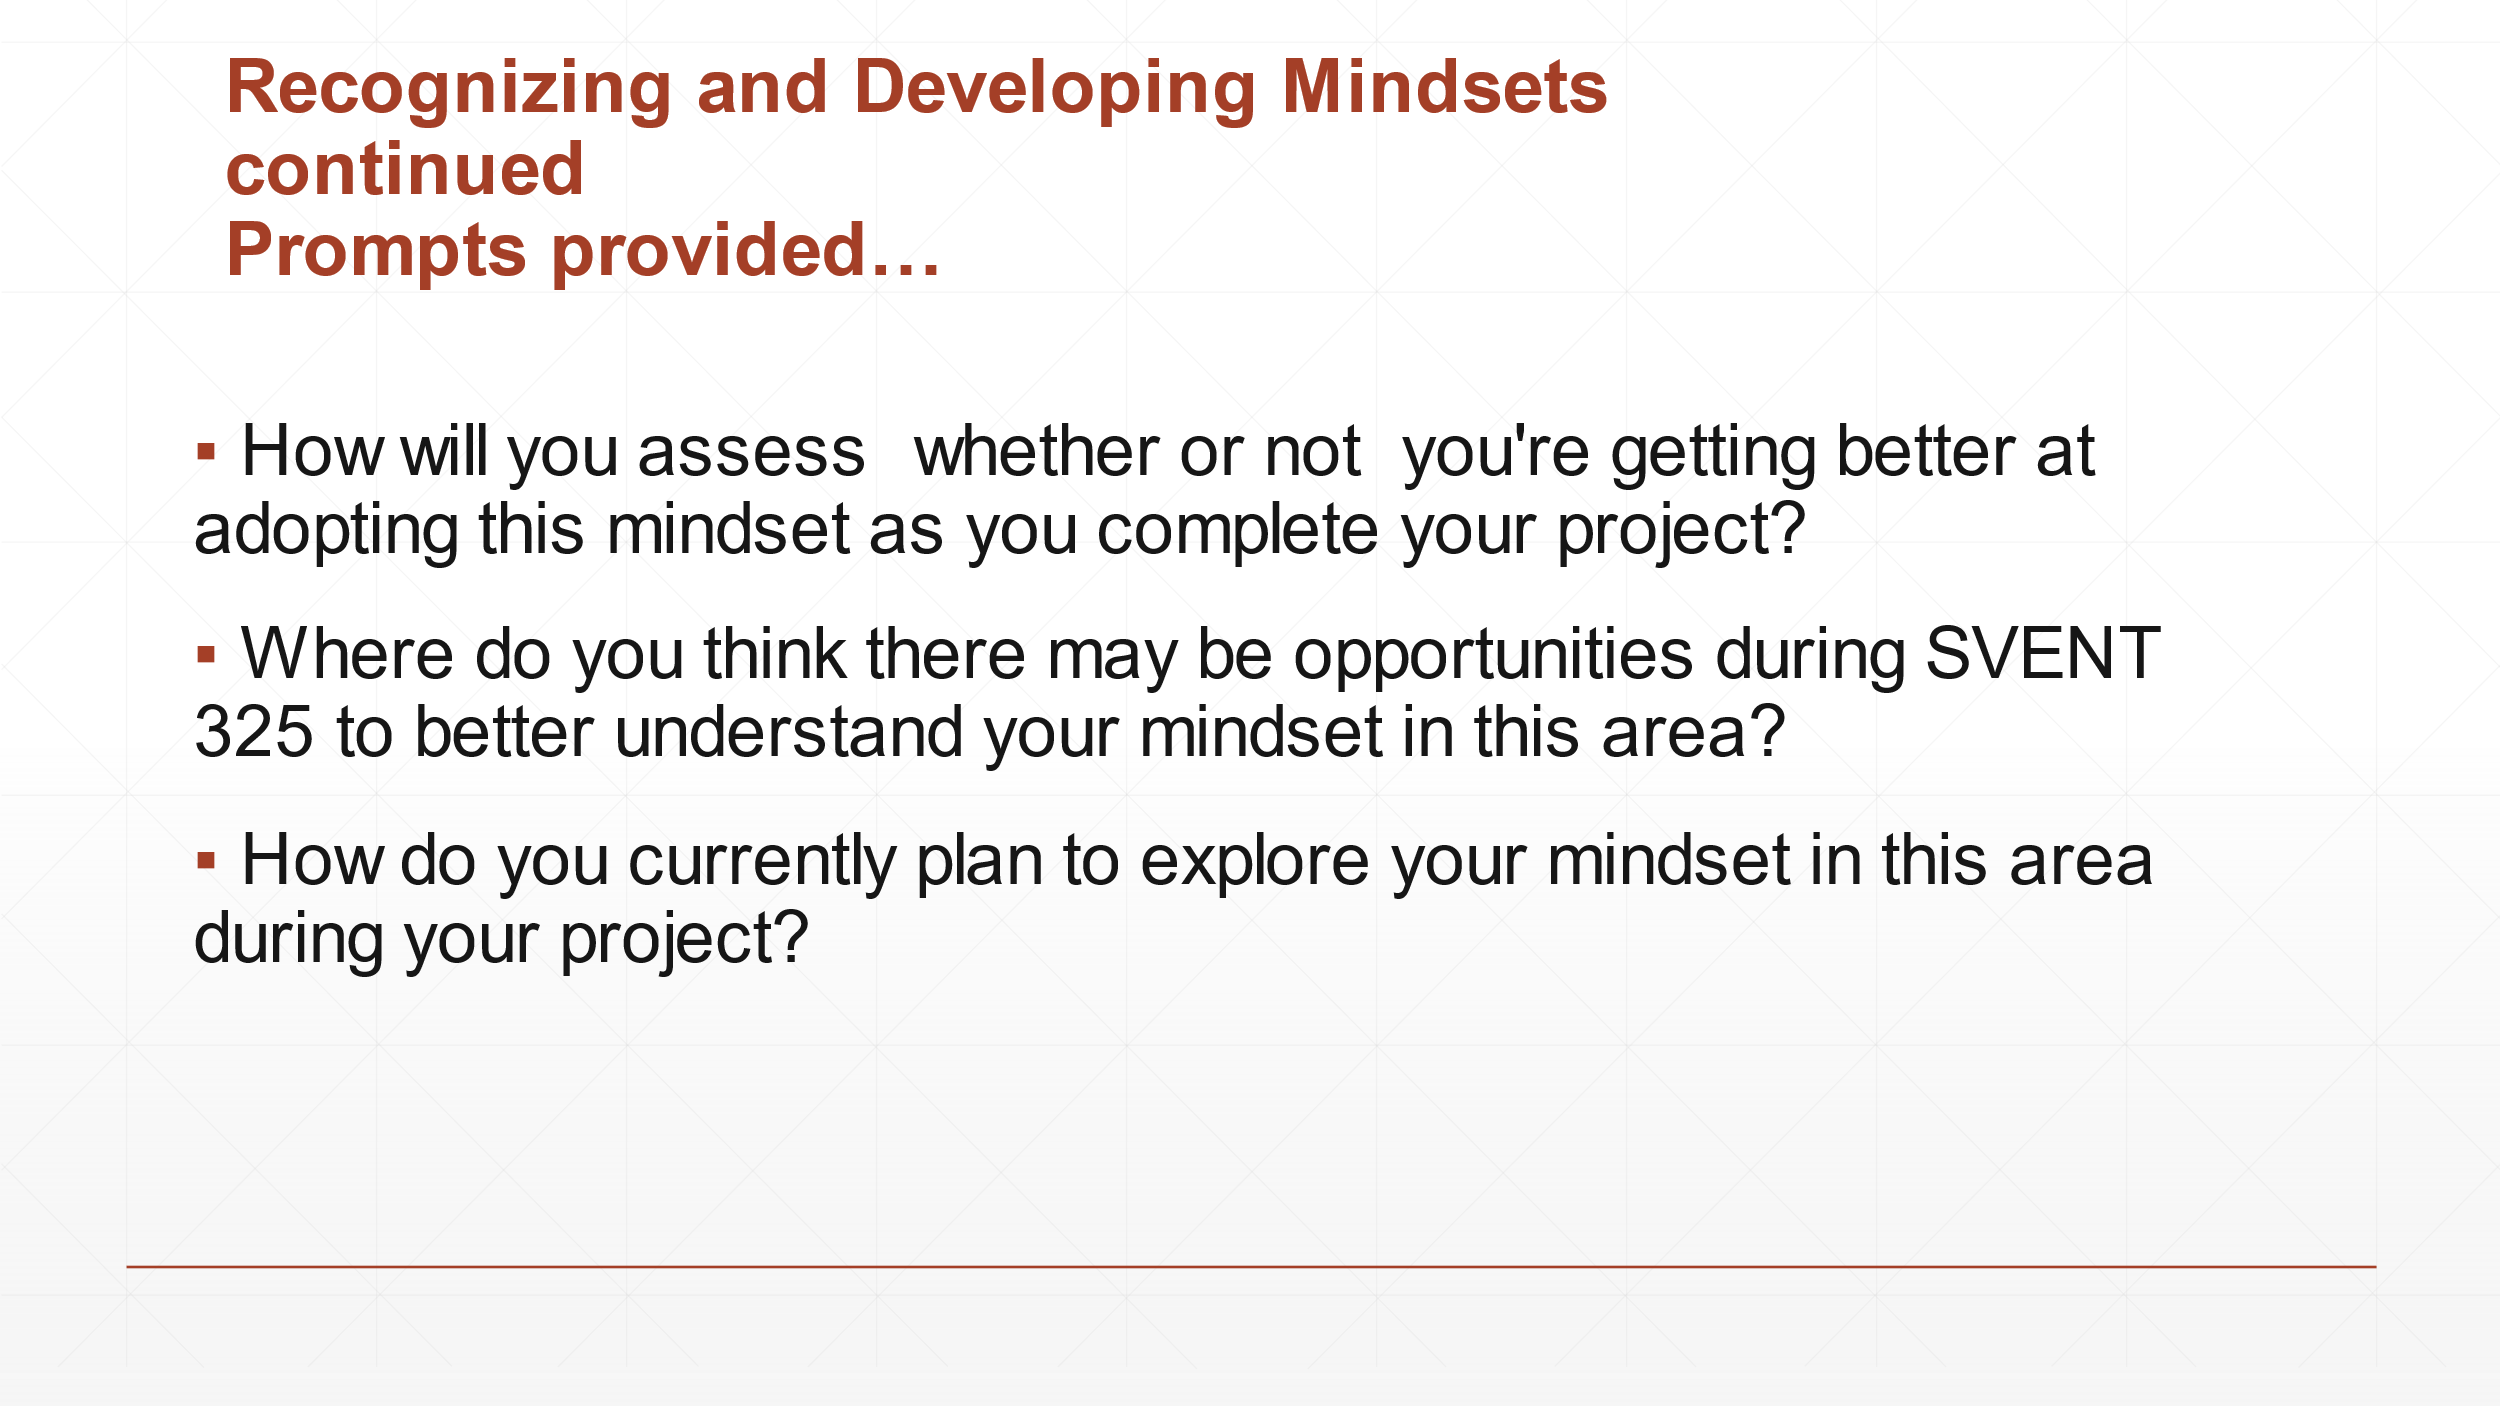 Recognizing and Developing Mindsets
continued
Prompts provided…
▪ How will you assess  whether or not  you're getting better at
adopting this mindset as you complete your project?
▪ Where do you think there may be opportunities during SVENT
325 to better understand your mindset in this area?
▪ How do you currently plan to explore your mindset in this area
during your project?